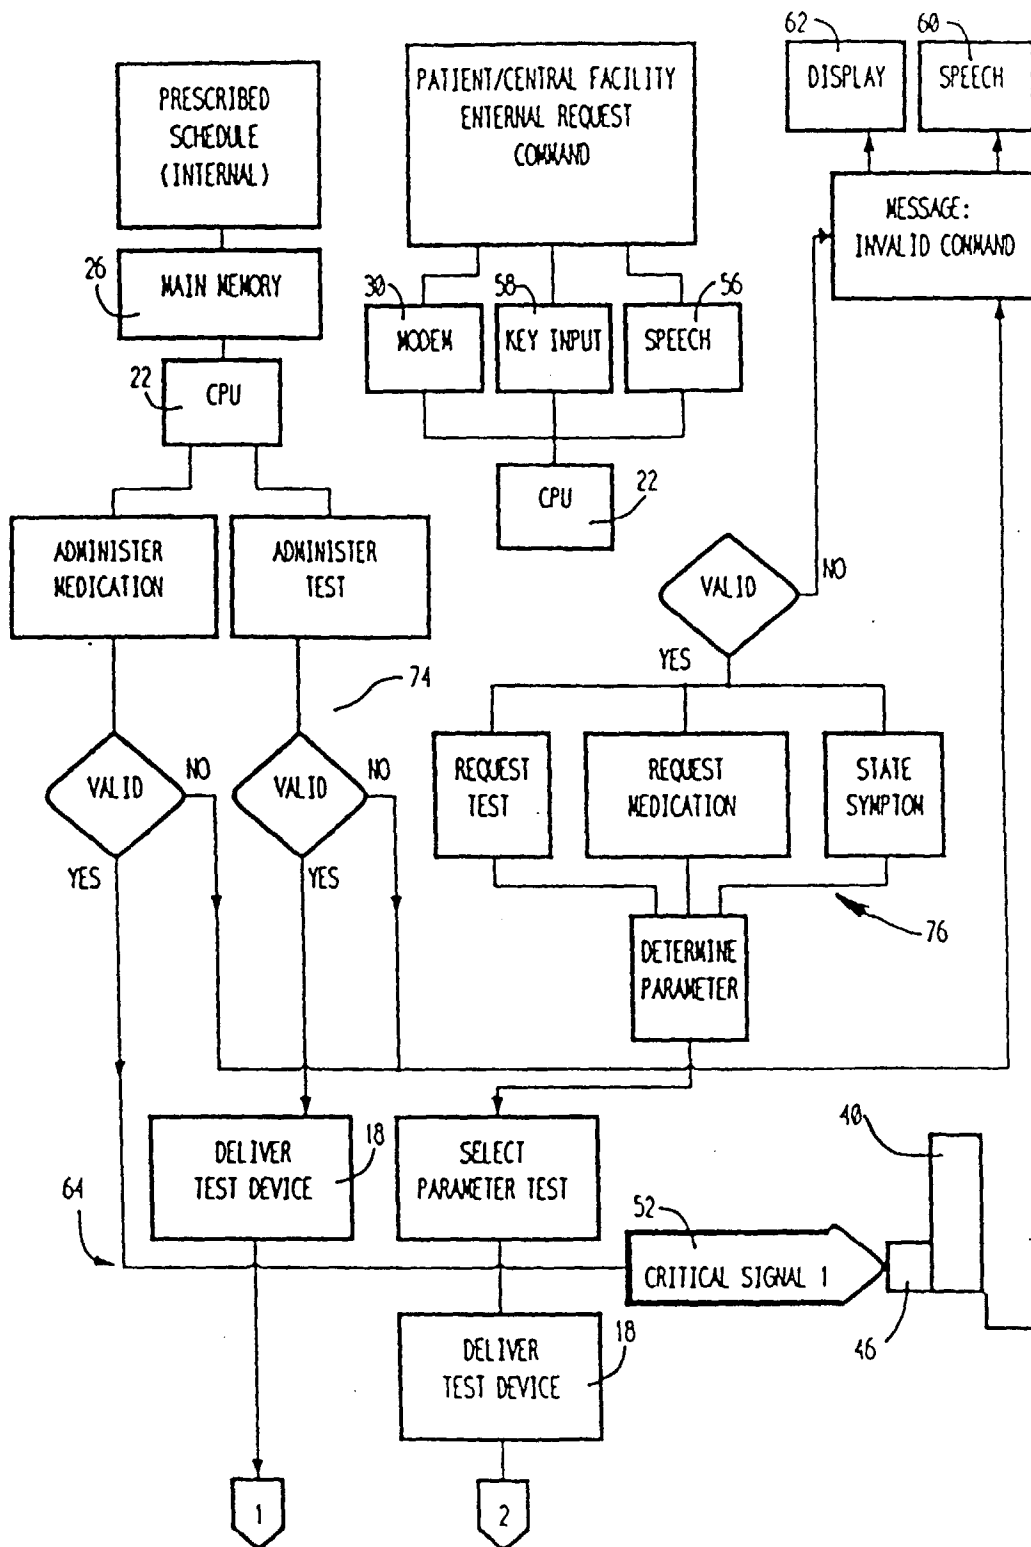 62
60
PRESCRIBED
SCHEDULE
(INTERNAL)
PATIENT/CENTRAL FACILITY
ENTERNAL REQUEST
COMMAND
DISPLAY
SPEECH
MESSAGE:
INVALID COMMAND
26
MAIN MEMORY
30
MODEM
58
KEY INPUT
56
SPEECH
22
CPU
CPU
22
ADMINISTER
MEDICATION
ADMINISTER
TEST
VALID
NO
YES
74
VALID
NO
YES
VALID
NO
YES
REQUEST
TEST
REQUEST
MEDICATION
STATE
SYMPTOM
76
DETERMINE
PARAMETER
DELIVER
TEST DEVICE
18
SELECT
PARAMETER TEST
40
64
52
CRITICAL SIGNAL 1
46
DELIVER
TEST DEVICE
18
1
2